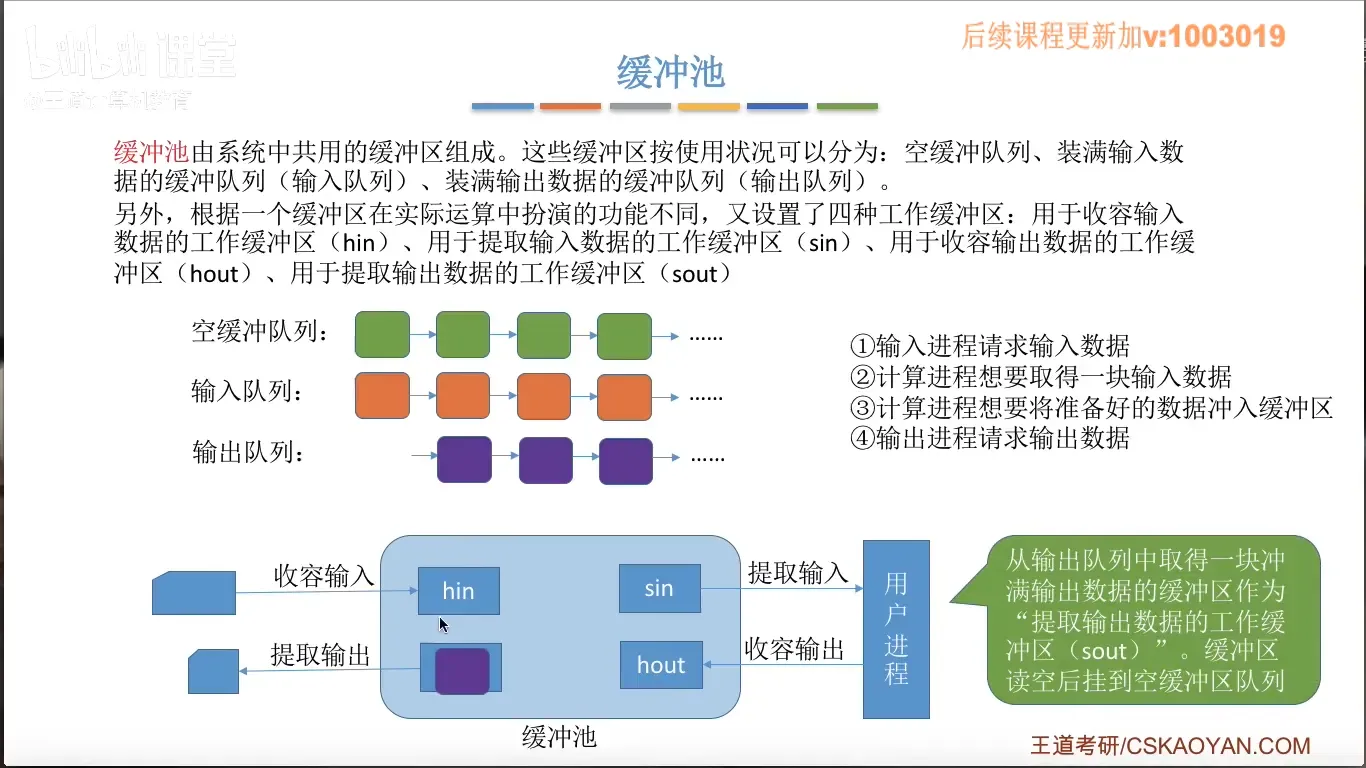 bilibili 课堂
后续课程更新加v:1003019
缓冲池
缓冲池由系统中共用的缓冲区组成。这些缓冲区按使用状况可以分为：空缓冲队列、装满输入数
据的缓冲队列（输入队列）、装满输出数据的缓冲队列（输出队列）。
另外，根据一个缓冲区在实际运算中扮演的功能不同，又设置了四种工作缓冲区：用于收容输入
数据的工作缓冲区（hin）、用于提取输入数据的工作缓冲区（sin）、用于收容输出数据的工作缓
冲区（hout）、用于提取输出数据的工作缓冲区（sout）
空缓冲队列：
......
输入队列：
......
输出队列：
......
①输入进程请求输入数据
②计算进程想要取得一块输入数据
③计算进程想要将准备好的数据冲入缓冲区
④输出进程请求输出数据
收容输入
hin
sin
提取输入
提取输出
hout
收容输出
用户进程
缓冲池
从输出队列中取得一块冲
满输出数据的缓冲区作为
“提取输出数据的工作缓
冲区（sout）”。缓冲区
读空后挂到空缓冲区队列
王道考研/CSKAOYAN.COM